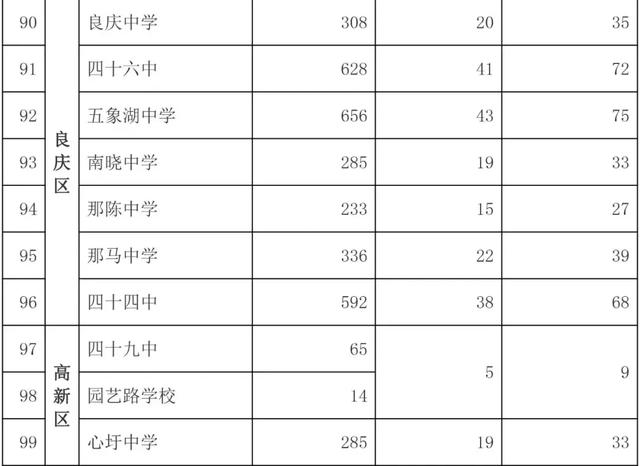 90 良庆中学 308 20 35
91 四十六中 628 41 72
92 五象湖中学 656 43 75
良庆区
93 南晓中学 285 19 33
94 那陈中学 233 15 27
95 那马中学 336 22 39
96 四十四中 592 38 68
97 四十九中 65
高新区
5 9
98 园艺路学校 14
99 心圩中学 285 19 33